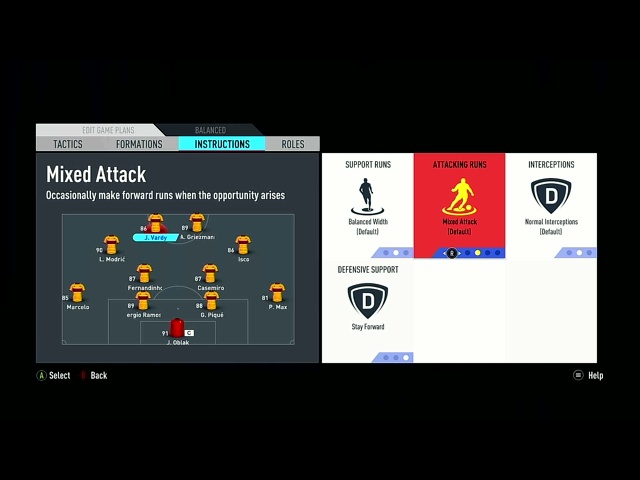 EDIT GAME PLANS BALANCED
TACTICS FORMATIONS INSTRUCTIONS ROLES
Mixed Attack
Occasionally make forward runs when the opportunity arises
86 89
J. Vardy A. Griezman
90 86
L. Modrić Isco
87 87
Fernandinho Casemiro
85 89 88 81
Marcelo ergio Ramos G. Piqué P. Max
91 C
J. Oblak
SUPPORT RUNS
Balanced Width
(Default)
ATTACKING RUNS
Mixed Attack
(Default)
R
INTERCEPTIONS
D
Normal Interceptions
(Default)
DEFENSIVE SUPPORT
D
Stay Forward
A Select B Back
Help